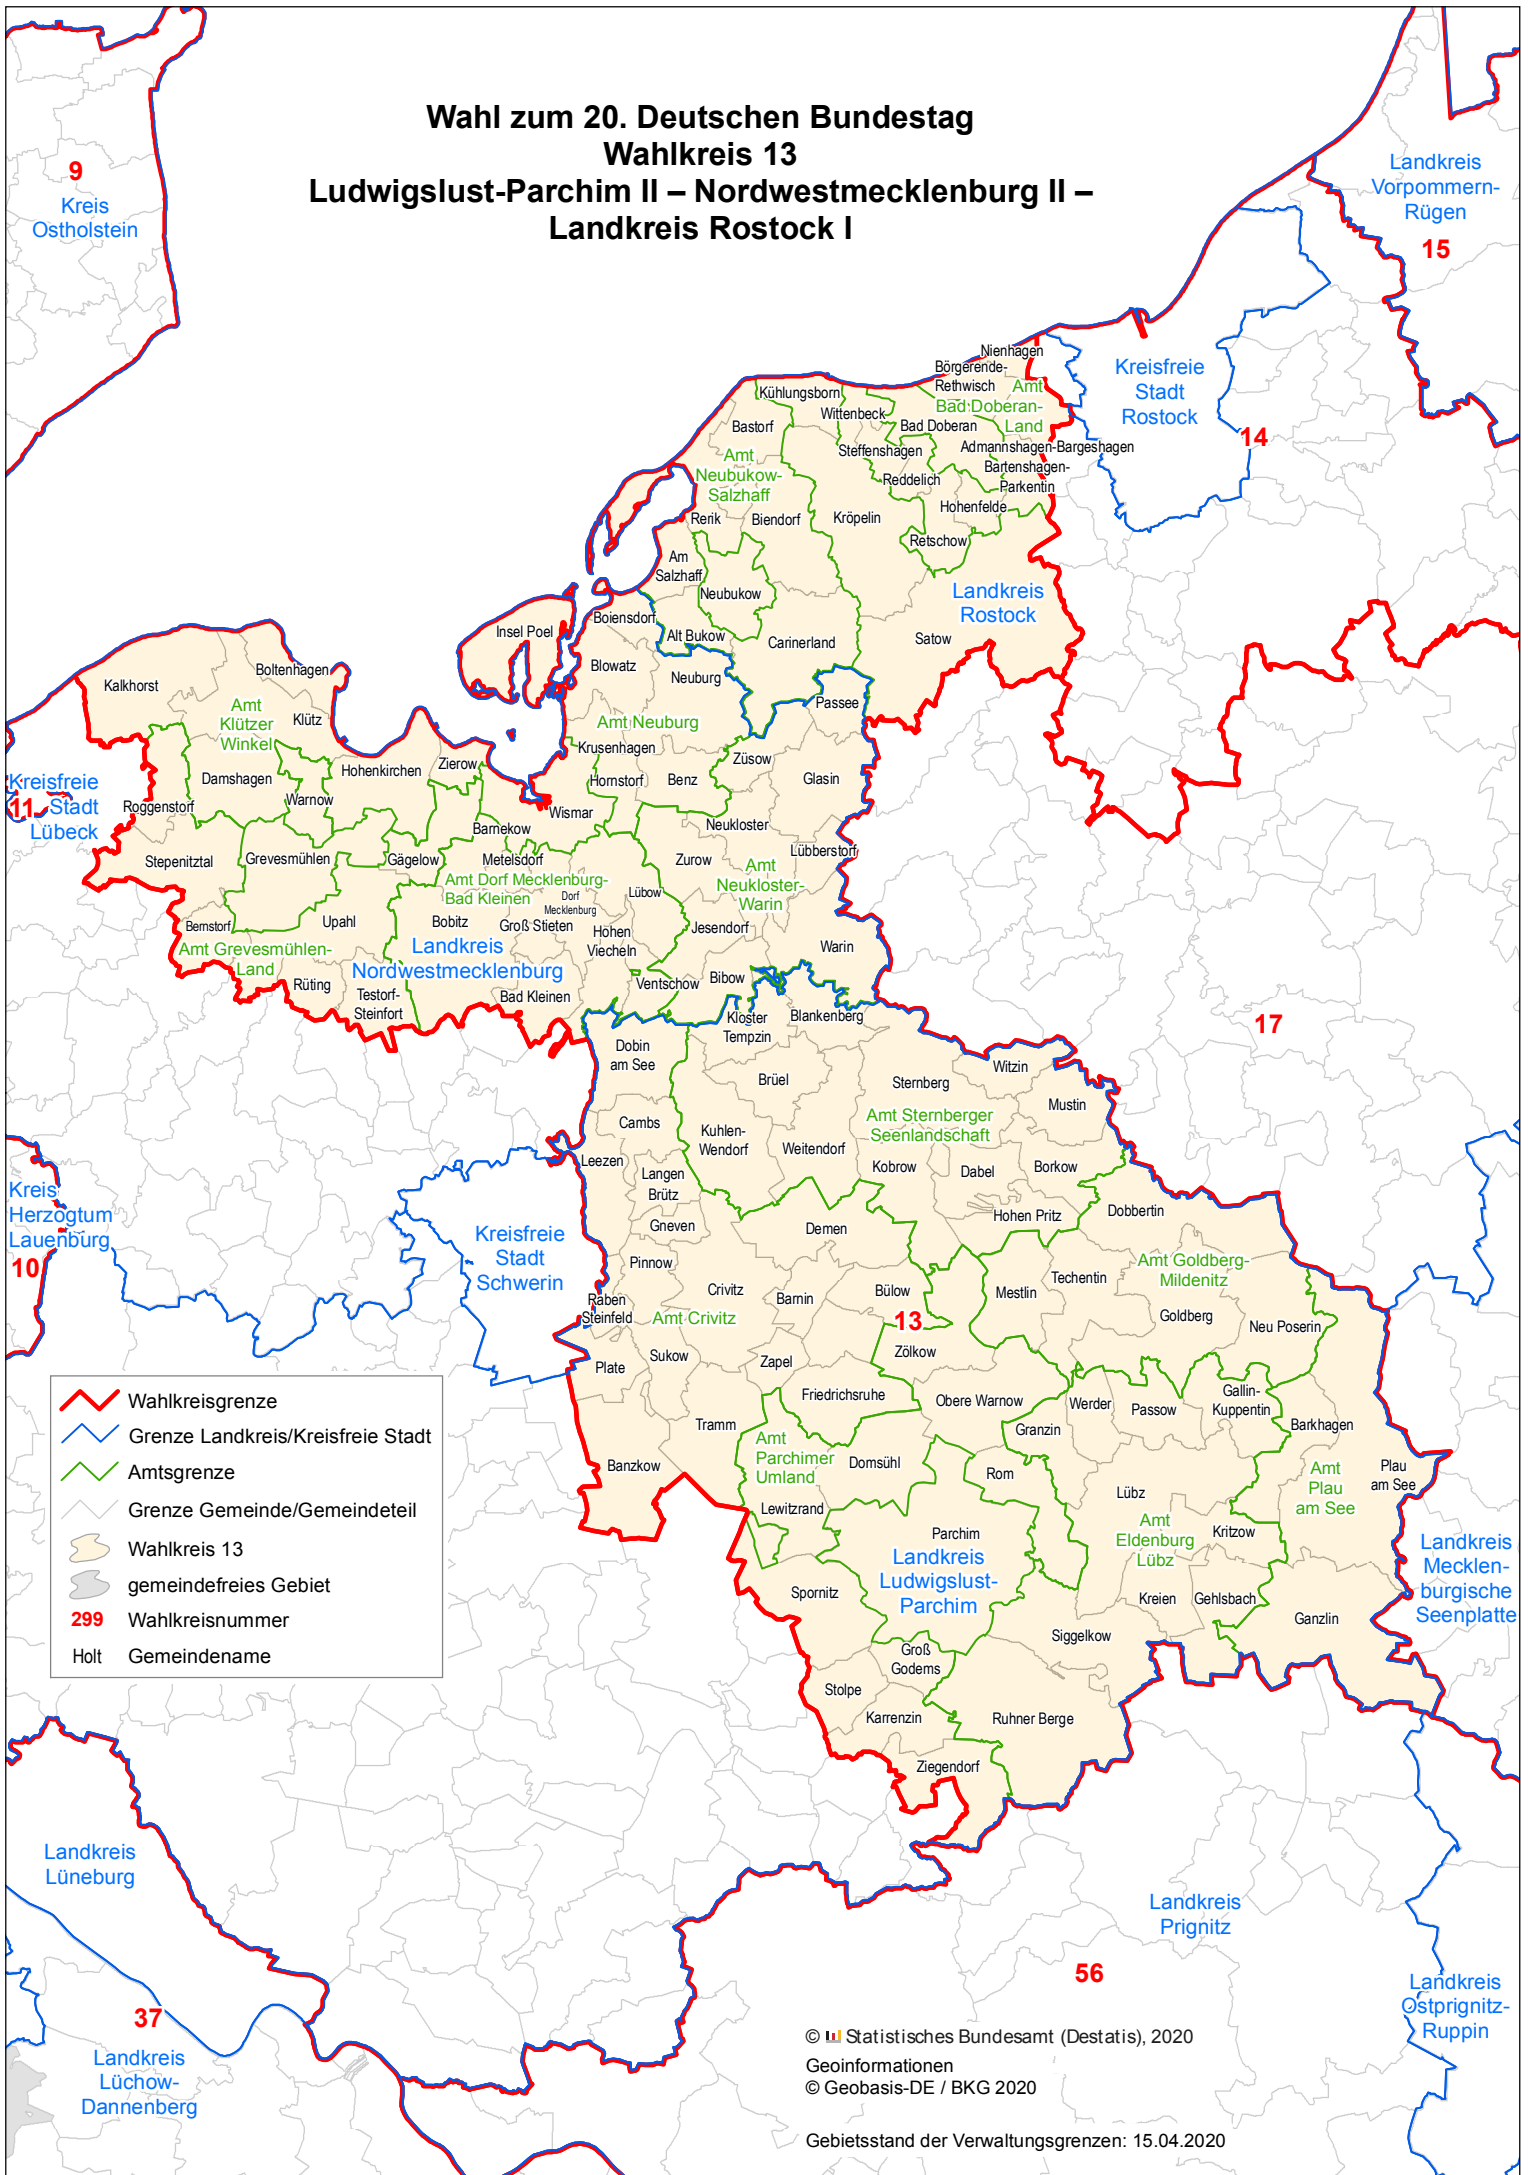 Wahl zum 20. Deutschen Bundestag
Wahlkreis 13
Ludwigslust-Parchim II – Nordwestmecklenburg II –
Landkreis Rostock I
9
Kreis
Ostholstein
Landkreis
Vorpommern-
Rügen
15
Kreisfreie
Stadt
Rostock
14
Nienhagen
Börgerende-
Rethwisch
Amt
Bad Doberan-
Land
Kühlungsborn
Wittenbeck
Bad Doberan
Bastorf
Steffenshagen
Admannshagen-Bargeshagen
Bartenshagen-
Parkentin
Amt
Neubukow-
Salzhaff
Reddelich
Hohenfelde
Rerik
Biendorf
Kröpelin
Retschow
Am
Salzhaff
Neubukow
Landkreis
Rostock
Boiensdorf
Insel Poel
Alt Bukow
Carinerland
Satow
Blowatz
Neuburg
Passee
Boltenhagen
Kalkhorst
Amt
Klützer
Winkel
Klütz
Amt Neuburg
Krusenhagen
Züsow
Glasin
Hornstorf
Benz
Hohenkirchen
Zierow
Damshagen
Warnow
Kreisfreie
Stadt
Lübeck
11
Roggenstorf
Wismar
Barnekow
Neukloster
Lübberstorf
Stepenitztal
Grevesmühlen
Gägelow
Metelsdorf
Zurow
Amt
Neukloster-
Warin
Amt Dorf Mecklenburg-
Bad Kleinen
Dorf
Mecklenburg
Lübow
Bernstorf
Upahl
Bobitz
Groß Stieten
Hohen
Viecheln
Jesendorf
Warin
Amt Grevesmühlen-
Land
Landkreis
Nordwestmecklenburg
Rüting
Testorf-
Steinfort
Bad Kleinen
Ventschow
Bibow
17
Kloster
Tempzin
Blankenberg
Dobin
am See
Witzin
Brüel
Sternberg
Mustin
Cambs
Amt Sternberger
Seenlandschaft
Kuhlen-
Wendorf
Weitendorf
Leezen
Langen
Brütz
Kobrow
Dabel
Borkow
Kreis
Herzogtum
Lauenburg
10
Kreisfreie
Stadt
Schwerin
Gneven
Demen
Hohen Pritz
Dobbertin
Pinnow
Amt Goldberg-
Mildenitz
Techentin
Mestlin
Crivitz
Barnin
Bülow
Raben
Steinfeld
Amt Crivitz
13
Goldberg
Neu Poserin
Sukow
Zapel
Zölkow
Plate
Friedrichsruhe
Obere Warnow
Werder
Passow
Gallin-
Kuppentin
Tramm
Granzin
Barkhagen
Amt
Parchimer
Umland
Domsühl
Rom
Banzkow
Plau
am See
Amt
Plau
am See
Lübz
Lewitzrand
Parchim
Amt
Eldenburg
Lübz
Kritzow
Landkreis
Ludwigslust-
Parchim
Landkreis
Mecklen-
burgische
Seenplatte
Spornitz
Kreien
Gehlsbach
Ganzlin
Siggelkow
Groß
Godems
Stolpe
Karrenzin
Ruhner Berge
Ziegendorf
Wahlkreisgrenze
Grenze Landkreis/Kreisfreie Stadt
Amtsgrenze
Grenze Gemeinde/Gemeindeteil
Wahlkreis 13
gemeindefreies Gebiet
299 Wahlkreisnummer
Holt Gemeindename
Landkreis
Lüneburg
37
Landkreis
Lüchow-
Dannenberg
Landkreis
Prignitz
56
Landkreis
Ostprignitz-
Ruppin
© Statistisches Bundesamt (Destatis), 2020
Geoinformationen
© Geobasis-DE / BKG 2020
Gebietsstand der Verwaltungsgrenzen: 15.04.2020